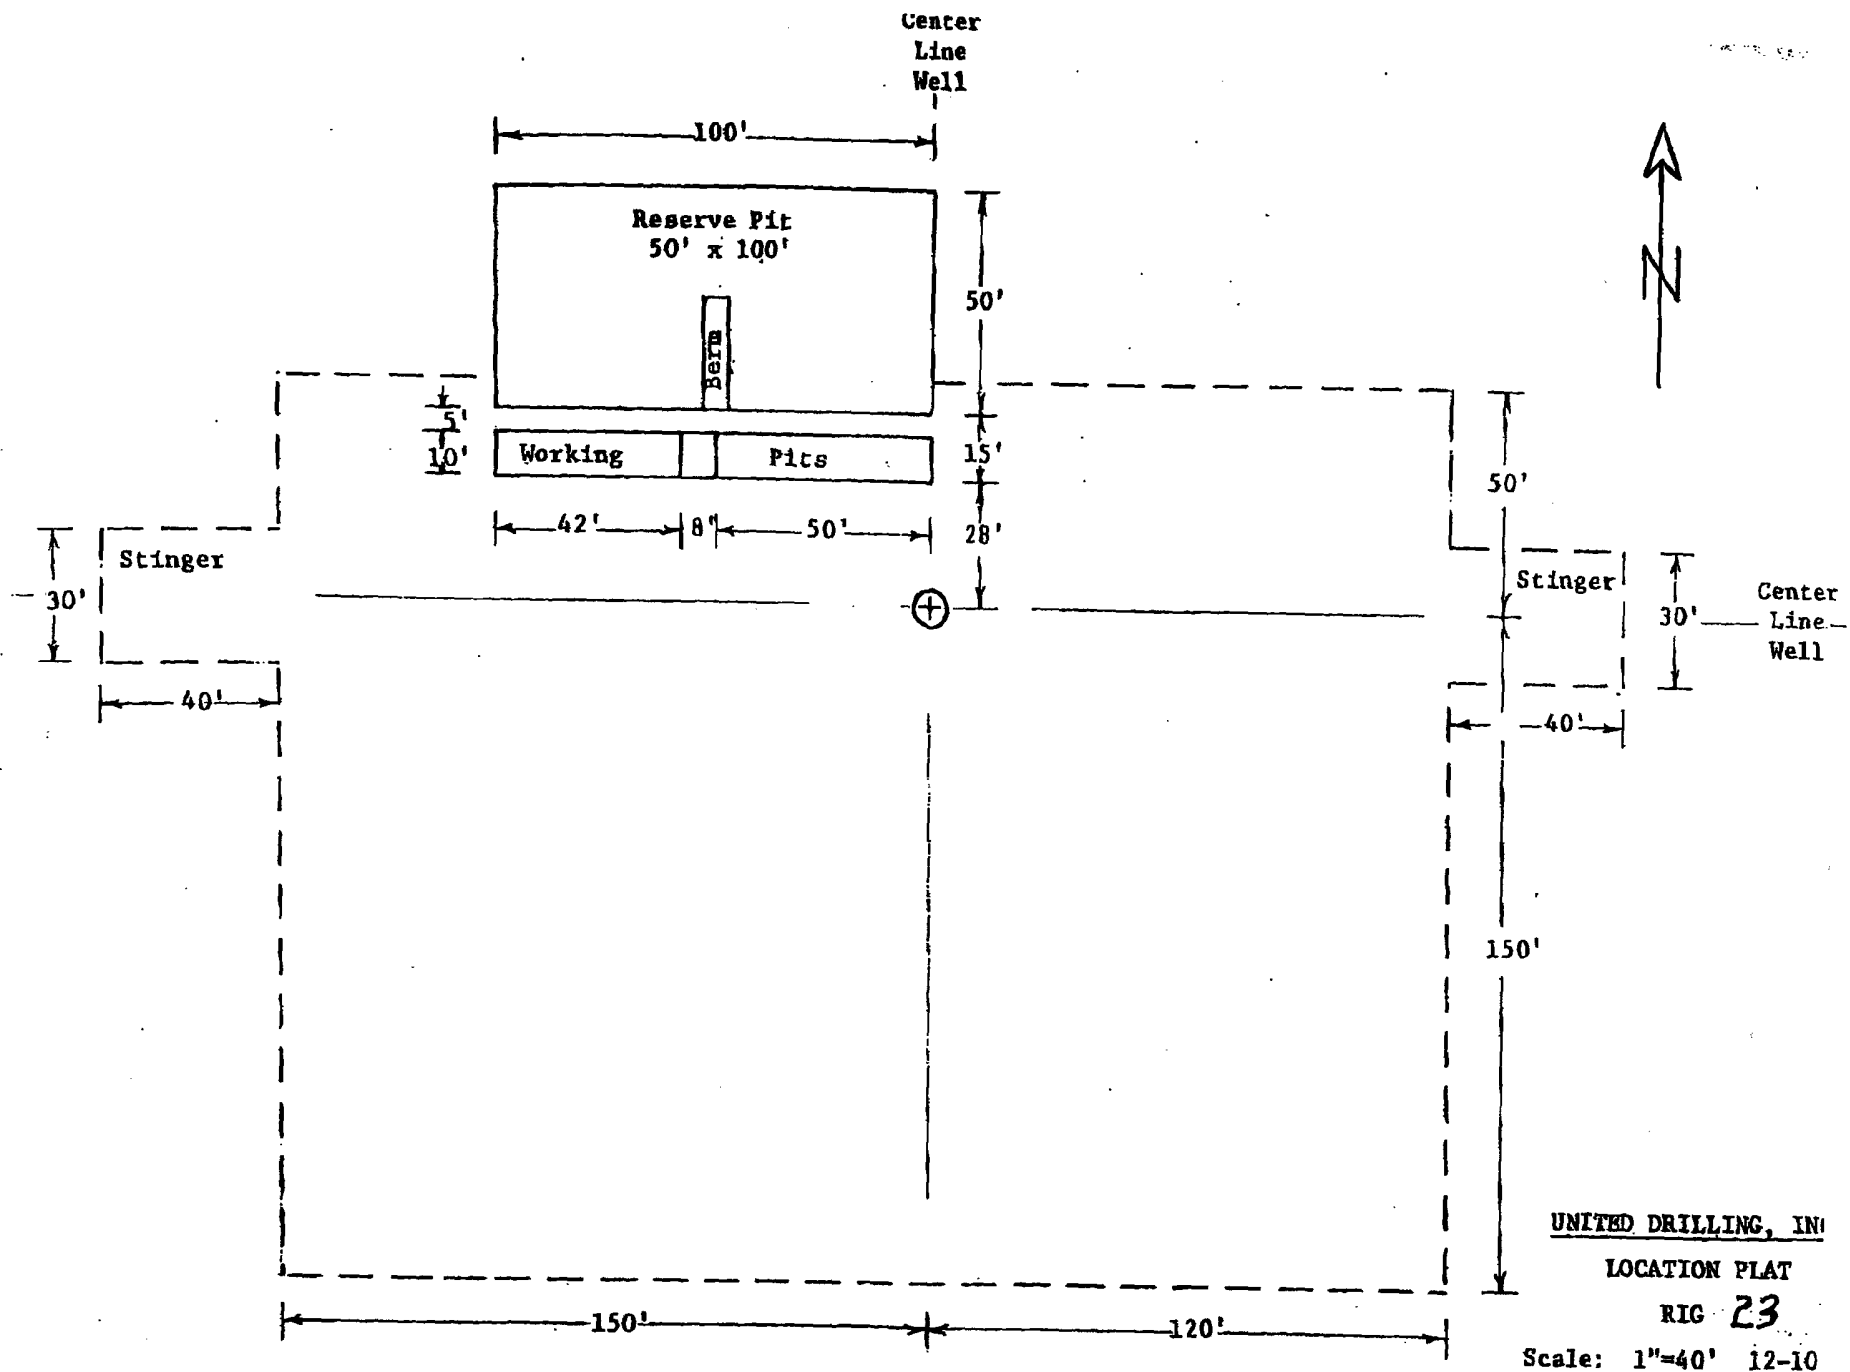 Center
Line
Well
100'
Reserve Pit
50' x 100'
N
50'
Berm
5'
10'
Working
Pits
15'
50'
42'
8'
50'
28'
Stinger
Stinger
30'
30'
Center
Line
Well
40'
40'
150'
150'
120'
UNITED DRILLING, IN
LOCATION PLAT
RIG 23
Scale: 1"=40' 12-10